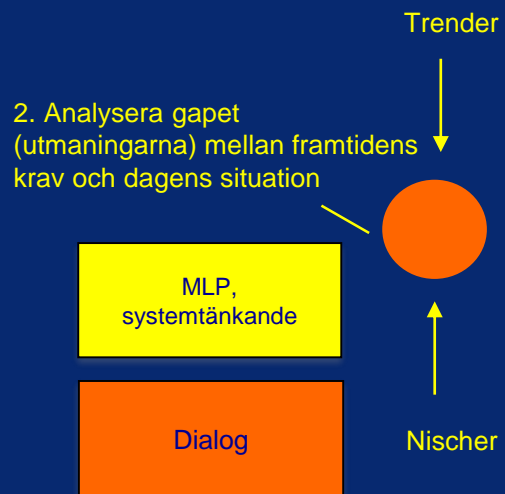 Trender
2. Analysera gapet
(utmaningarna) mellan framtidens
krav och dagens situation
MLP,
systemtänkande
Dialog
Nischer